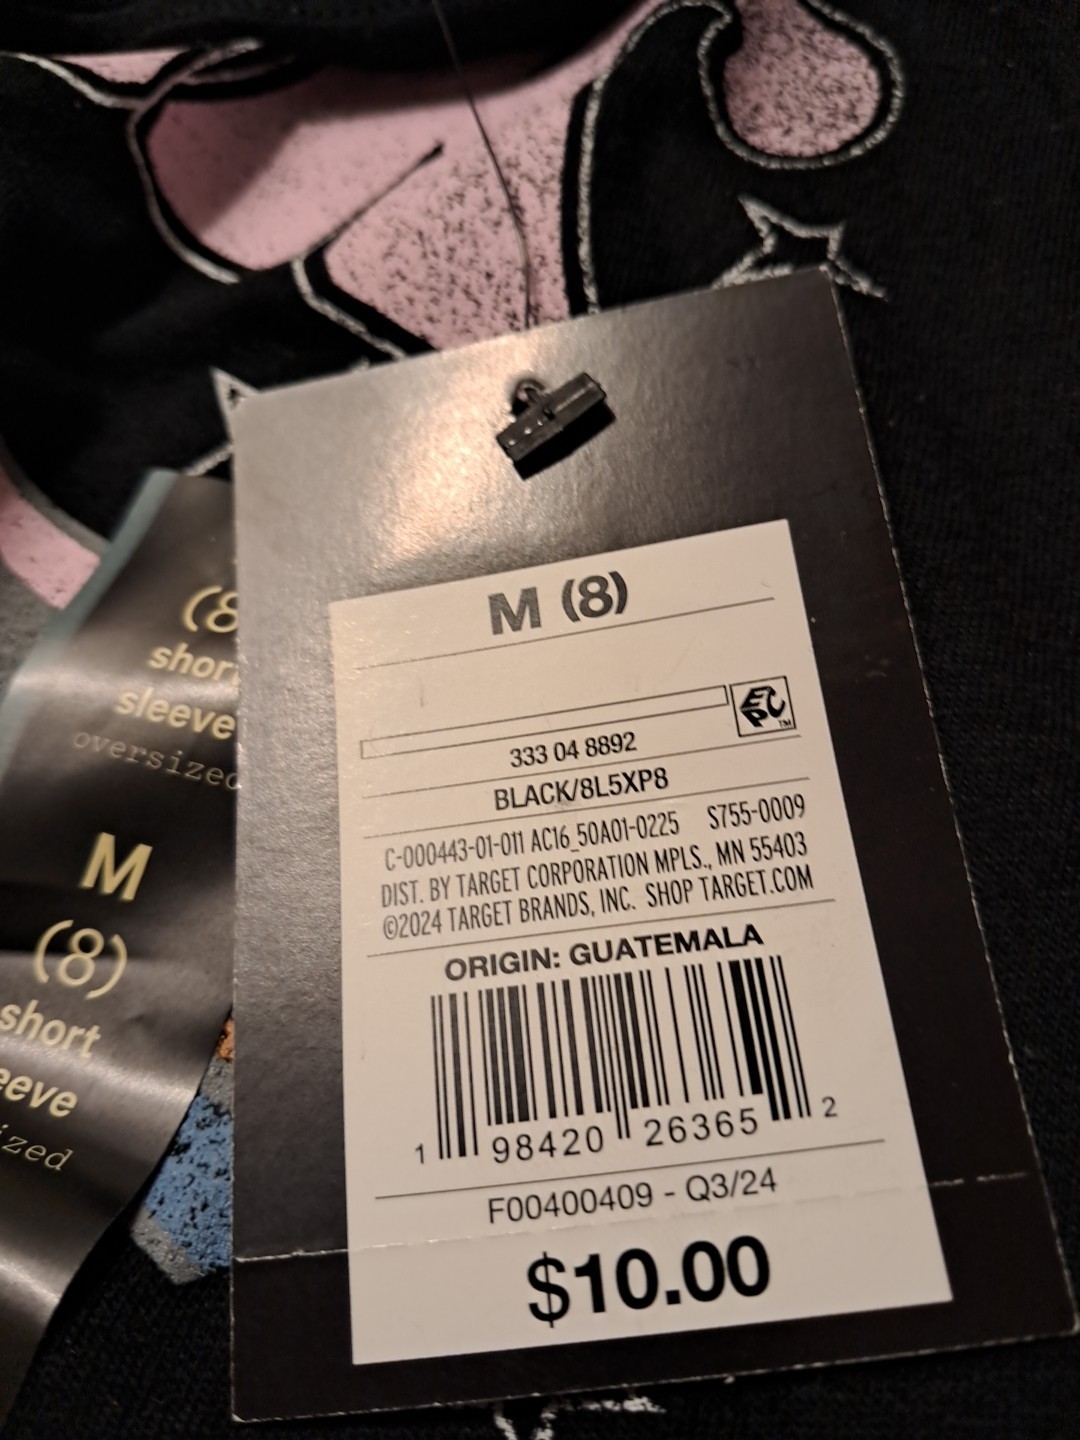 M (8)
EPC™
333 04 8892
BLACK/8L5XP8
C-000443-01-011 AC16_50A01-0225 S755-0009
DIST. BY TARGET CORPORATION MPLS., MN 55403
©2024 TARGET BRANDS, INC. SHOP TARGET.COM
ORIGIN: GUATEMALA
1 98420 26365 2
F00400409 - Q3/24
$10.00
(8
shor
sleeve
oversized
M
(8)
short
eeve
ized